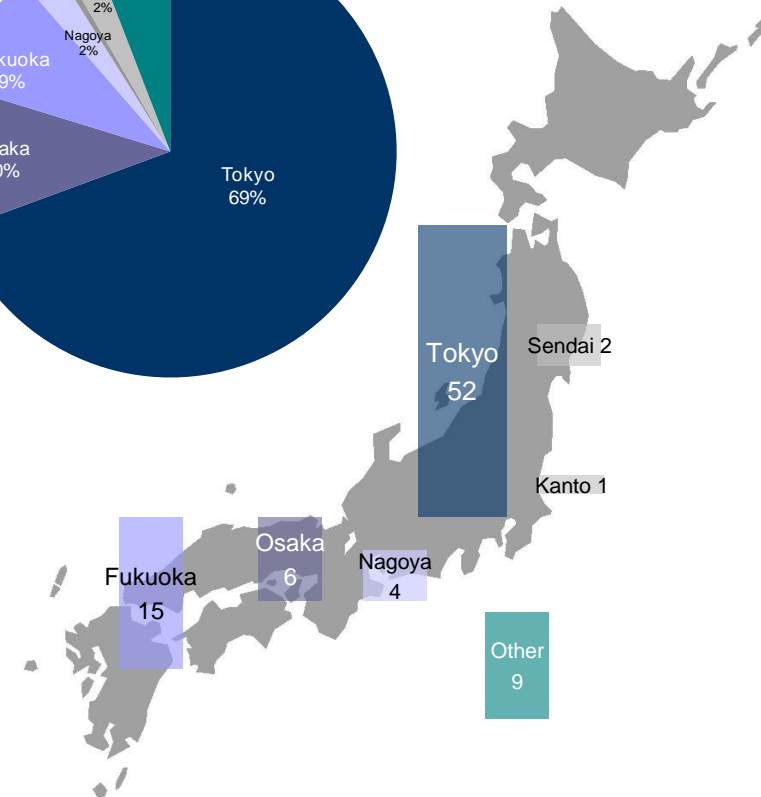 2%
Nagoya
2%
Tokyo
69%
Tokyo
52
Sendai 2
Kanto 1
Osaka
6
Nagoya
4
Fukuoka
15
Other
9